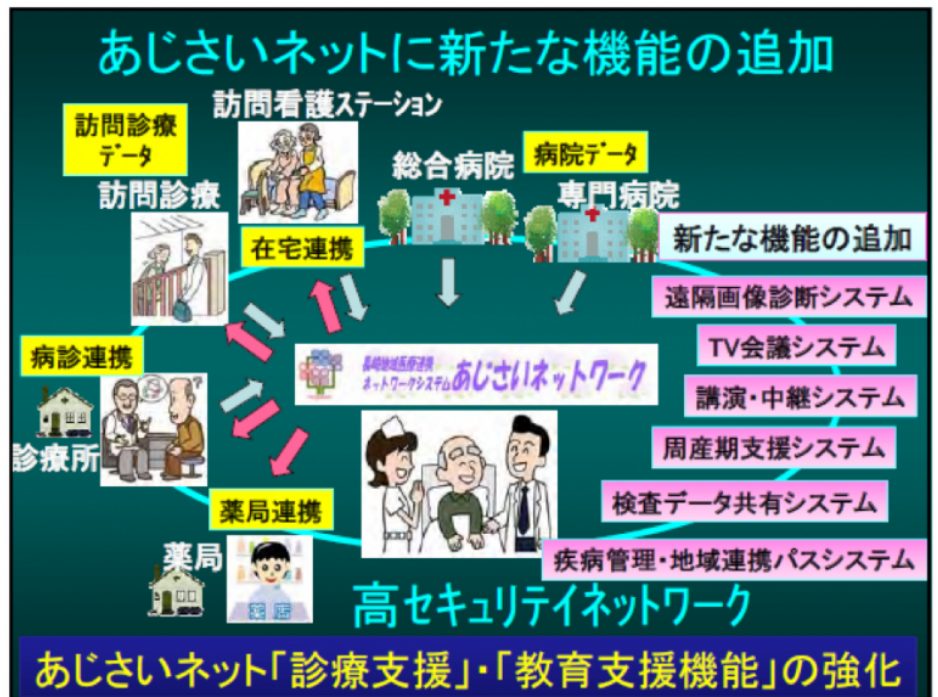 あじさいネットに新たな機能の追加
訪問看護ステーション
訪問診療
データ
訪問診療
総合病院
病院データ
専門病院
在宅連携
新たな機能の追加
遠隔画像診断システム
TV会議システム
病診連携
長崎地域医療連携
ネットワークシステム
あじさいネットワーク
講演・中継システム
周産期支援システム
診療所
検査データ共有システム
薬局連携
疾病管理・地域連携パスシステム
薬局
薬店
高セキュリテイネットワーク
あじさいネット「診療支援」・「教育支援機能」の強化